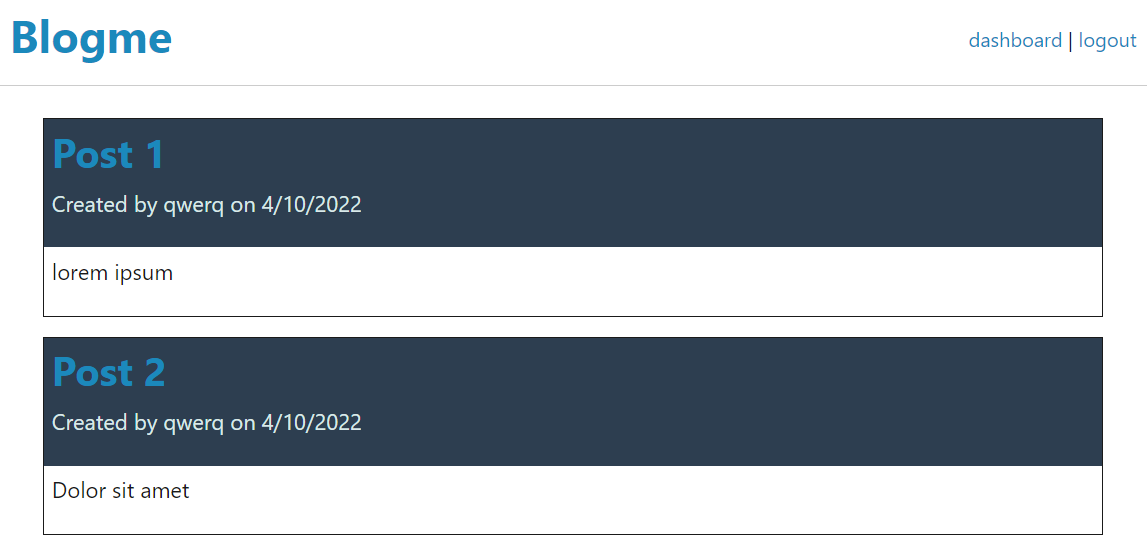 Blogme
dashboard | logout
Post 1
Created by qwerq on 4/10/2022
lorem ipsum
Post 2
Created by qwerq on 4/10/2022
Dolor sit amet